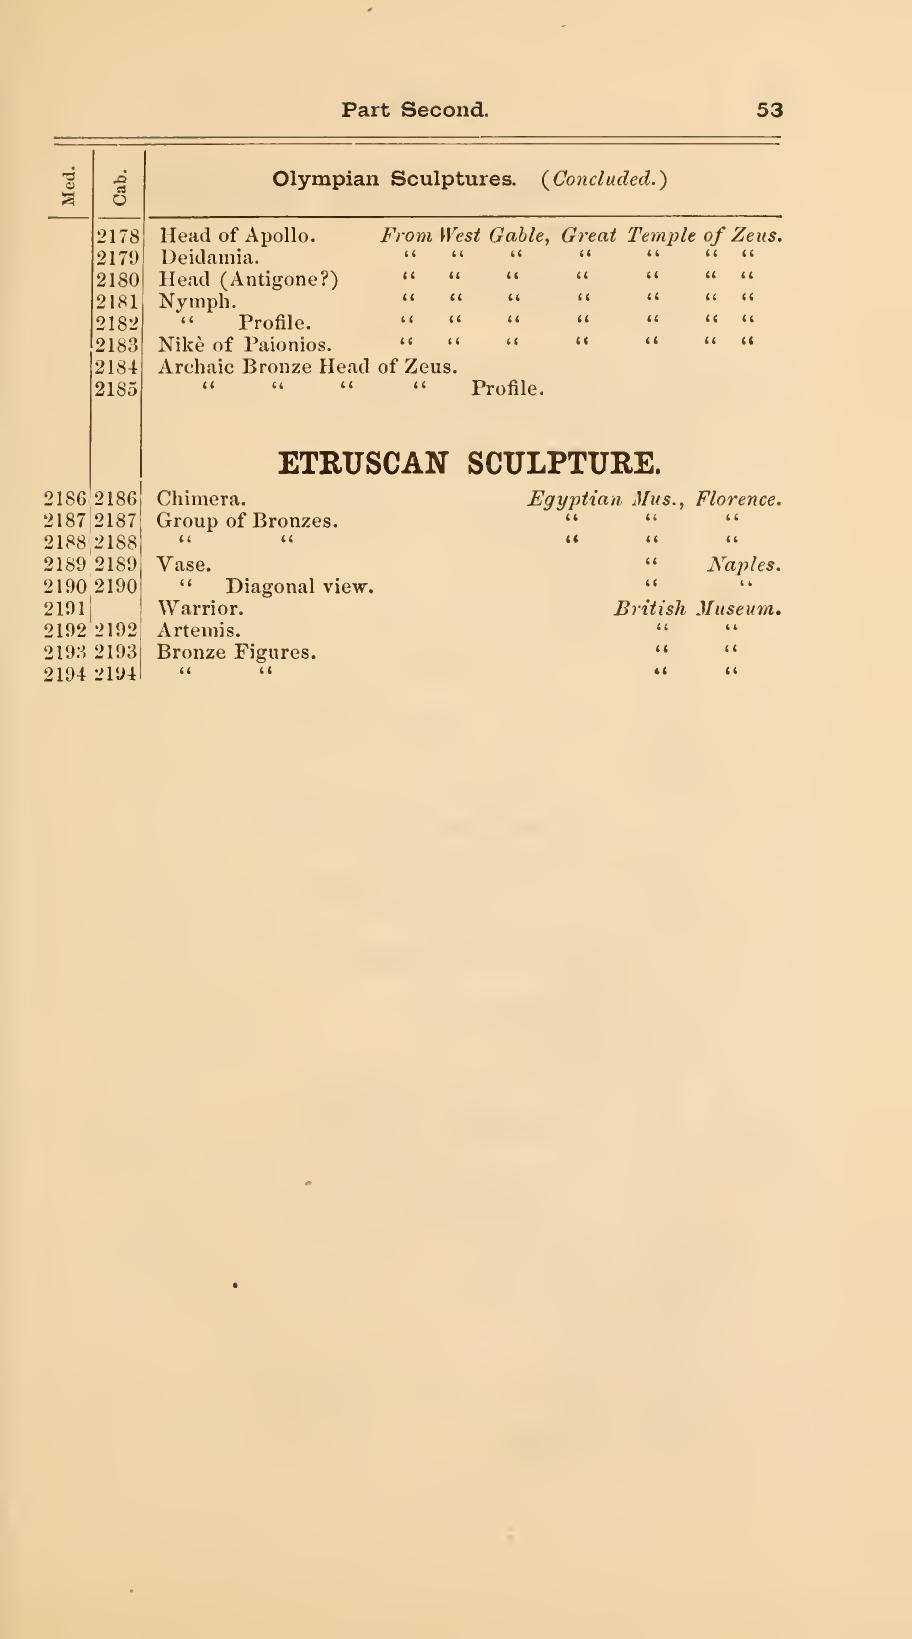 Part Second. 53
Med. Cab. Olympian Sculptures. (Concluded.)
2178 Head of Apollo. From West Gable, Great Temple of Zeus.
2179 Deidamia. “ “ “ “ “ “ “
2180 Head (Antigone?) “ “ “ “ “ “ “
2181 Nymph. “ “ “ “ “ “ “
2182 “ Profile. “ “ “ “ “ “ “
2183 Nikè of Paionios. “ “ “ “ “ “ “
2184 Archaic Bronze Head of Zeus.
2185 “ “ “ “ Profile.
ETRUSCAN SCULPTURE.
2186 2186 Chimera. Egyptian Mus., Florence.
2187 2187 Group of Bronzes. “ “ “
2188 2188 “ “ “ “ “
2189 2189 Vase. “ Naples.
2190 2190 “ Diagonal view. “ “
2191 Warrior. British Museum.
2192 2192 Artemis. “ “
2193 2193 Bronze Figures. “ “
2194 2194 “ “ “ “